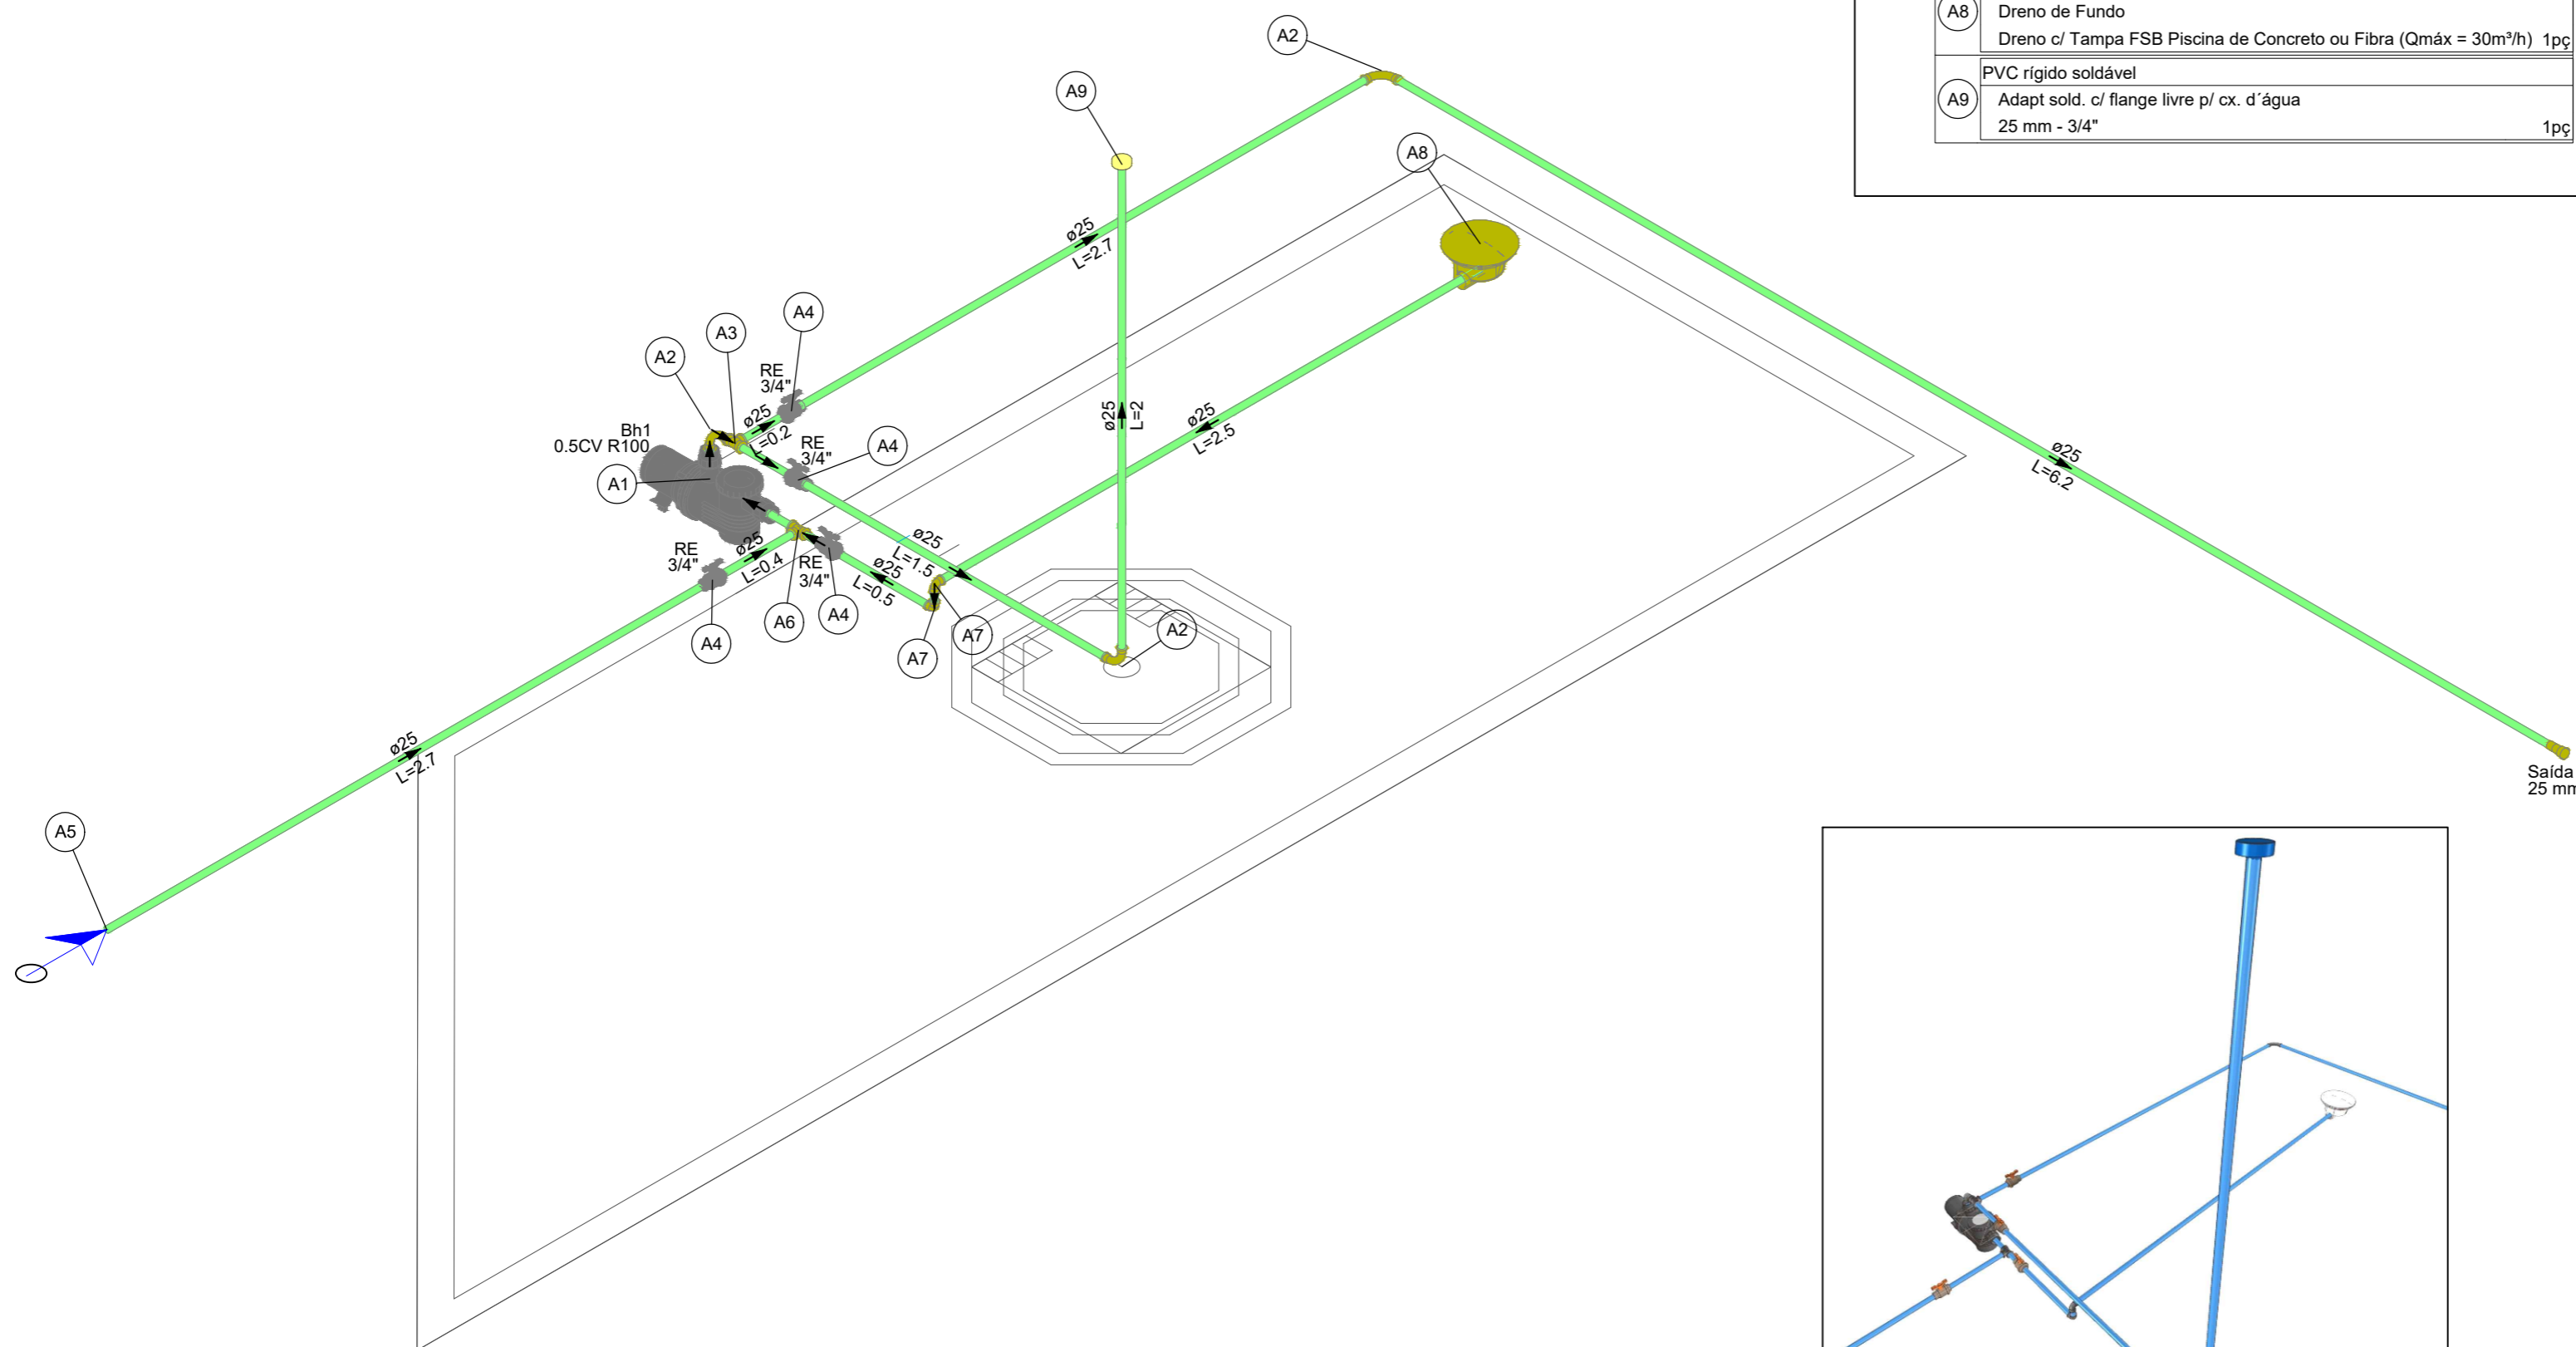 A8
Dreno de Fundo
Dreno c/ Tampa FSB Piscina de Concreto ou Fibra (Qmáx = 30m³/h) 1pç
PVC rígido soldável
A9
Adapt sold. c/ flange livre p/ cx. d´água
25 mm - 3/4" 1pç
A2
A9
A8
ø25
L=2.7
A4
A3
A2
RE
3/4"
ø25
L=0.2
Bh1
0.5CV R100
A1
RE
3/4"
A4
ø25
L=2
ø25
L=2.5
ø25
L=6.2
RE
3/4"
ø25
L=0.4
RE
3/4"
ø25
L=1.5
ø25
L=0.5
A4
A6
A4
A7
A7
A2
ø25
L=2.7
A5
Saída
25 mm